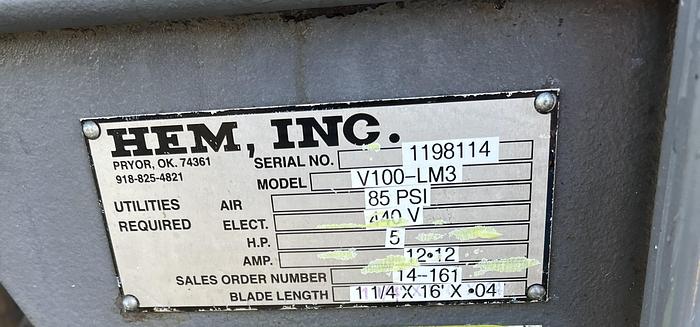 HEM, INC.
PRYOR, OK. 74361
918-825-4821
SERIAL NO. 1198114
MODEL V100-LM3
UTILITIES AIR 85 PSI
REQUIRED ELECT. 440 V
H.P. 5
AMP. 12•12
SALES ORDER NUMBER 14-161
BLADE LENGTH 1 1/4 X 16' X •04